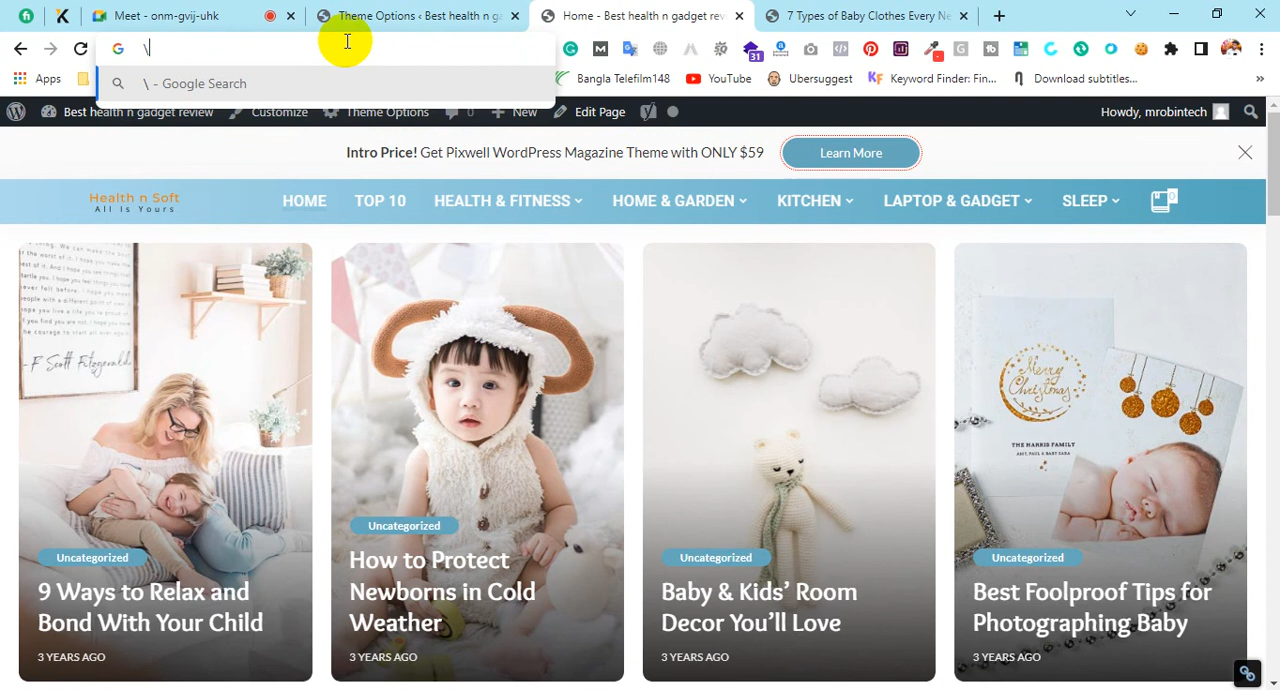 Meet - onm-gvij-uhk
Theme Options ‹ Best health n ga
Home - Best health n gadget rev
7 Types of Baby Clothes Every Ne
\
\ - Google Search
31
Apps
Bangla Telefilm148
YouTube
Ubersuggest
Keyword Finder: Fin...
Download subtitles...
»
Best health n gadget review
Customize
Theme Options
0
New
Edit Page
Howdy, mrobintech
Intro Price! Get Pixwell WordPress Magazine Theme with ONLY $59
Learn More
Health n Soft
All Is Yours
HOME
TOP 10
HEALTH & FITNESS
HOME & GARDEN
KITCHEN
LAPTOP & GADGET
SLEEP
0
F. Scott Fitzgerald
Merry
Christmas
THE HARRIS FAMILY
Uncategorized
9 Ways to Relax and
Bond With Your Child
3 YEARS AGO
Uncategorized
How to Protect
Newborns in Cold
Weather
3 YEARS AGO
Uncategorized
Baby & Kids’ Room
Decor You’ll Love
3 YEARS AGO
Uncategorized
Best Foolproof Tips for
Photographing Baby
3 YEARS AGO